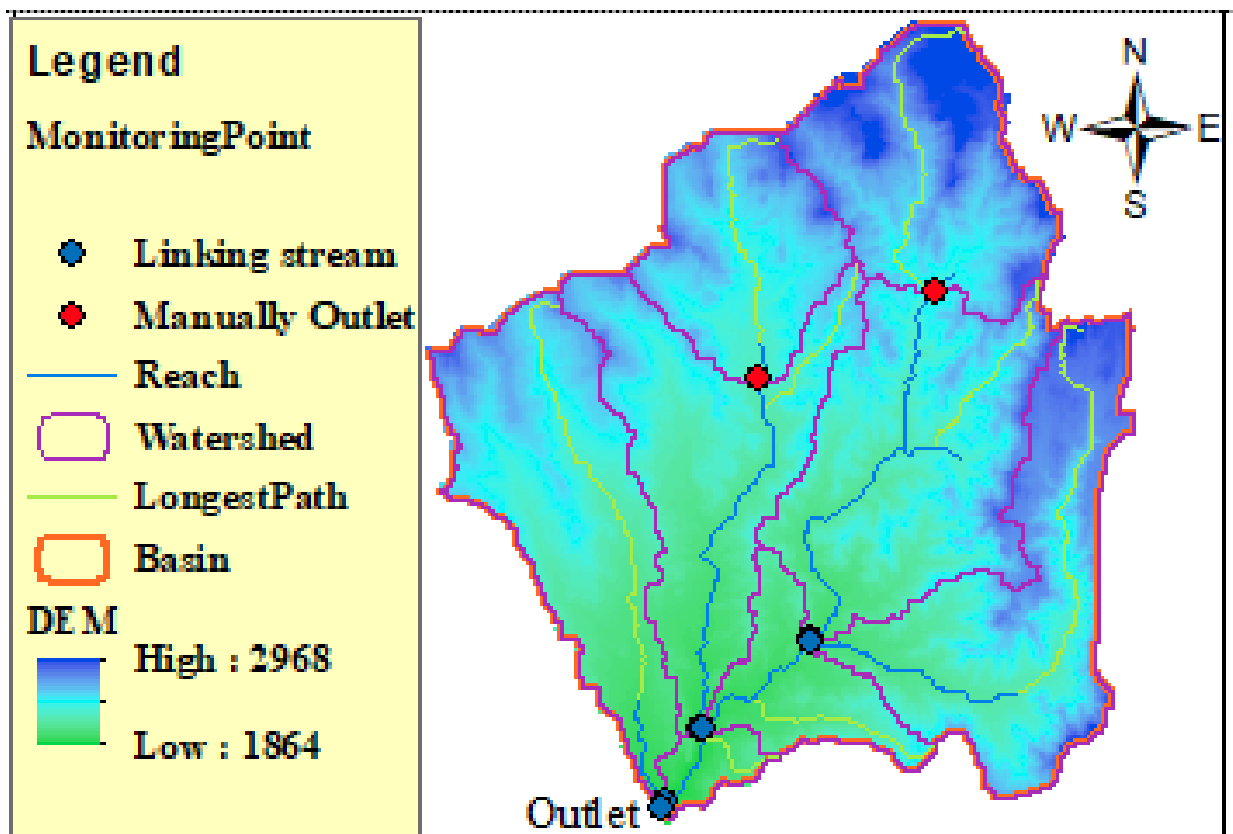 Legend
MonitoringPoint
Linking stream
Manually Outlet
Reach
Watershed
LongestPath
Basin
DEM
High : 2968
Low : 1864
N
W E
S
Outlet